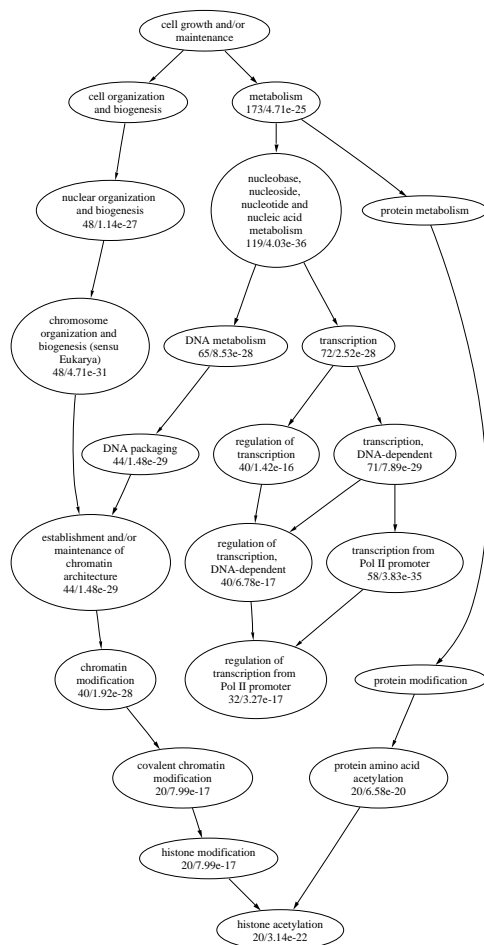 cell growth and/or
maintenance
cell organization
and biogenesis
metabolism
173/4.71e-25
nuclear organization
and biogenesis
48/1.14e-27
nucleobase,
nucleoside,
nucleotide and
nucleic acid
metabolism
119/4.03e-36
protein metabolism
chromosome
organization and
biogenesis (sensu
Eukarya)
48/4.71e-31
DNA metabolism
65/8.53e-28
transcription
72/2.52e-28
DNA packaging
44/1.48e-29
regulation of
transcription
40/1.42e-16
transcription,
DNA-dependent
71/7.89e-29
establishment and/or
maintenance of
chromatin
architecture
44/1.48e-29
regulation of
transcription,
DNA-dependent
40/6.78e-17
transcription from
Pol II promoter
58/3.83e-35
chromatin
modification
40/1.92e-28
regulation of
transcription from
Pol II promoter
32/3.27e-17
protein modification
covalent chromatin
modification
20/7.99e-17
protein amino acid
acetylation
20/6.58e-20
histone modification
20/7.99e-17
histone acetylation
20/3.14e-22